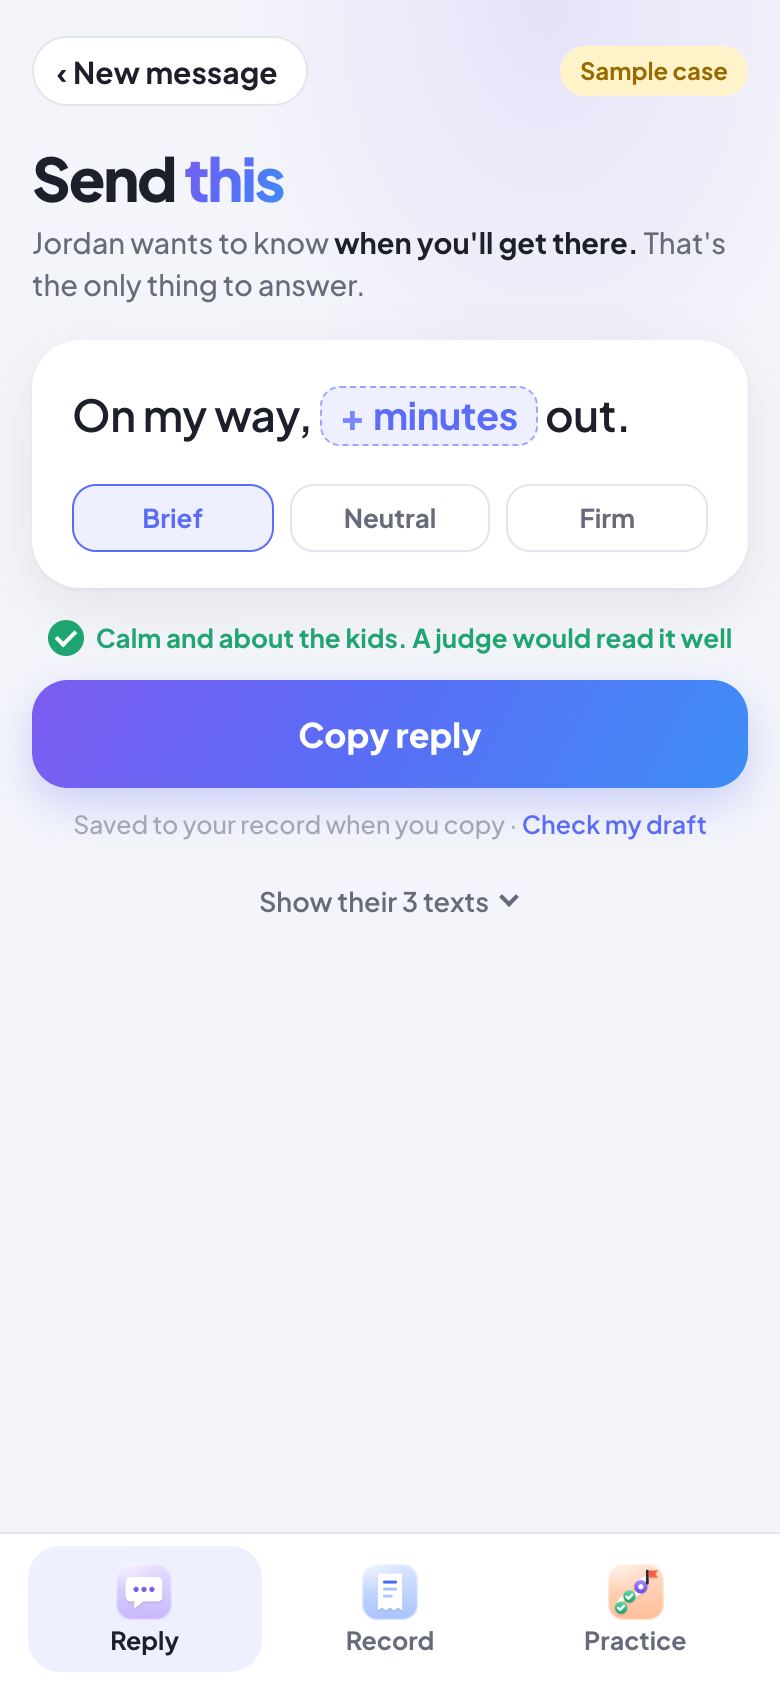 ‹ New message
Sample case
Send this
Jordan wants to know when you'll get there. That's
the only thing to answer.
On my way, + minutes out.
Brief
Neutral
Firm
Calm and about the kids. A judge would read it well
Copy reply
Saved to your record when you copy · Check my draft
Show their 3 texts
Reply
Record
Practice